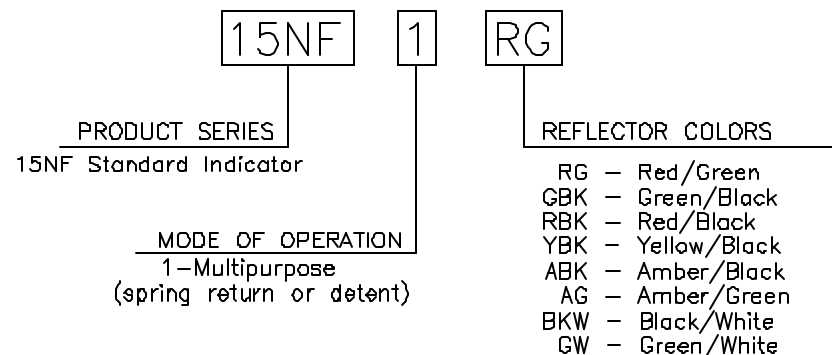 15NF 1 RG
PRODUCT SERIES
15NF Standard Indicator
MODE OF OPERATION
1-Multipurpose
(spring return or detent)
REFLECTOR COLORS
RG - Red/Green
GBK - Green/Black
RBK - Red/Black
YBK - Yellow/Black
ABK - Amber/Black
AG - Amber/Green
BKW - Black/White
GW - Green/White